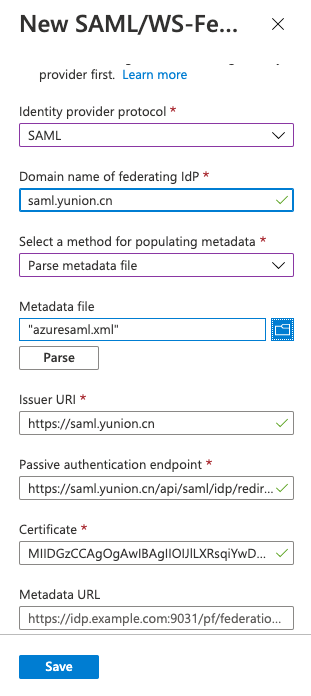 New SAML/WS-Fe...
provider first. Learn more
Identity provider protocol *
SAML
Domain name of federating IdP *
saml.yunion.cn
Select a method for populating metadata *
Parse metadata file
Metadata file
"azuresaml.xml"
Parse
Issuer URI *
https://saml.yunion.cn
Passive authentication endpoint *
https://saml.yunion.cn/api/saml/idp/redir...
Certificate *
MIIDGzCCAgOgAwIBAgIIOIJlLXRsqiYwD...
Metadata URL
https://idp.example.com:9031/pf/federatio...
Save